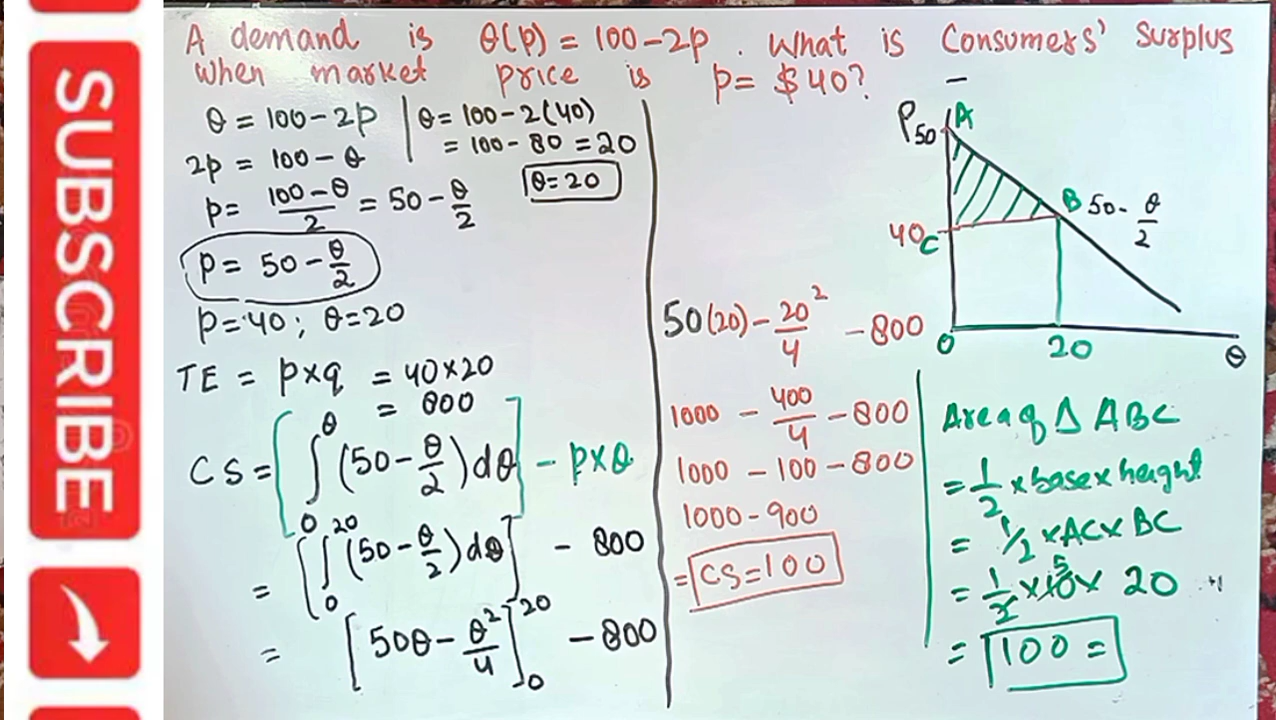 SUBSCRIBE
A demand is θ(p) = 100-2p. What is Consumers' Surplus
when market price is p= $40?
θ = 100-2p
2p = 100-θ
p= 100-θ/2 = 50-θ/2
p= 50-θ/2
p=40; θ=20
θ= 100-2(40)
= 100-80 = 20
θ=20
TE = p×q = 40×20
= 800
CS = [∫₀^θ (50-θ/2)dθ] - p×θ
= [∫₀²⁰ (50-θ/2)dθ] - 800
= [50θ-θ²/4]₀²⁰ - 800
50(20)-20²/4 -800
1000 - 400/4 -800
1000 -100-800
1000-900
= CS=100
P
50
A
B 50-θ/2
40 C
0 20 θ
Area of Δ ABC
= 1/2 ×base×height
= 1/2 ×AC×BC
= 1/2 ×10× 20
5
= 100 =